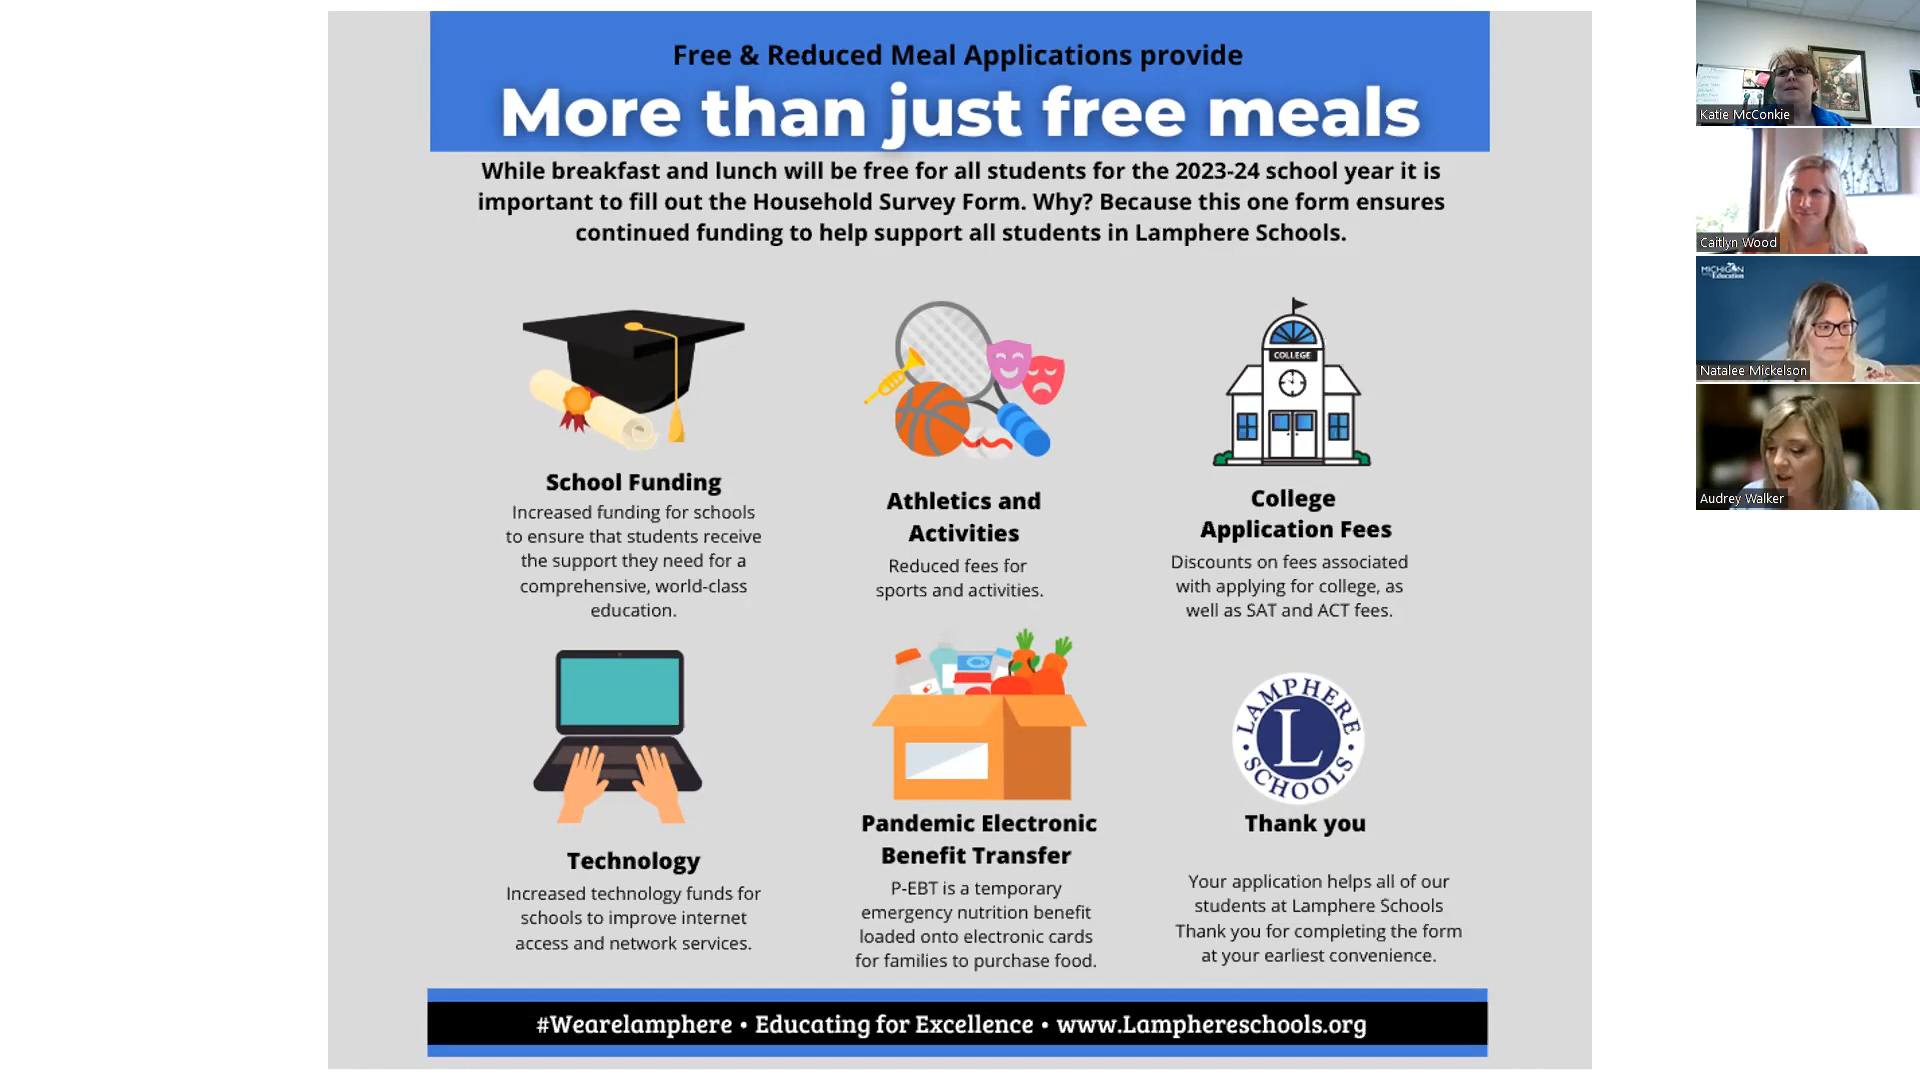 Free & Reduced Meal Applications provide
More than just free meals
While breakfast and lunch will be free for all students for the 2023-24 school year it is
important to fill out the Household Survey Form. Why? Because this one form ensures
continued funding to help support all students in Lamphere Schools.
COLLEGE
School Funding
Increased funding for schools
to ensure that students receive
the support they need for a
comprehensive, world-class
education.
Athletics and
Activities
Reduced fees for
sports and activities.
College
Application Fees
Discounts on fees associated
with applying for college, as
well as SAT and ACT fees.
Technology
Increased technology funds for
schools to improve internet
access and network services.
Pandemic Electronic
Benefit Transfer
P-EBT is a temporary
emergency nutrition benefit
loaded onto electronic cards
for families to purchase food.
LAMPHERE
L
SCHOOLS
Thank you
Your application helps all of our
students at Lamphere Schools
Thank you for completing the form
at your earliest convenience.
#Wearelamphere • Educating for Excellence • www.Lamphereschools.org
Katie McConkie
Caitlyn Wood
MICHIGAN
Education
Natalee Mickelson
Audrey Walker